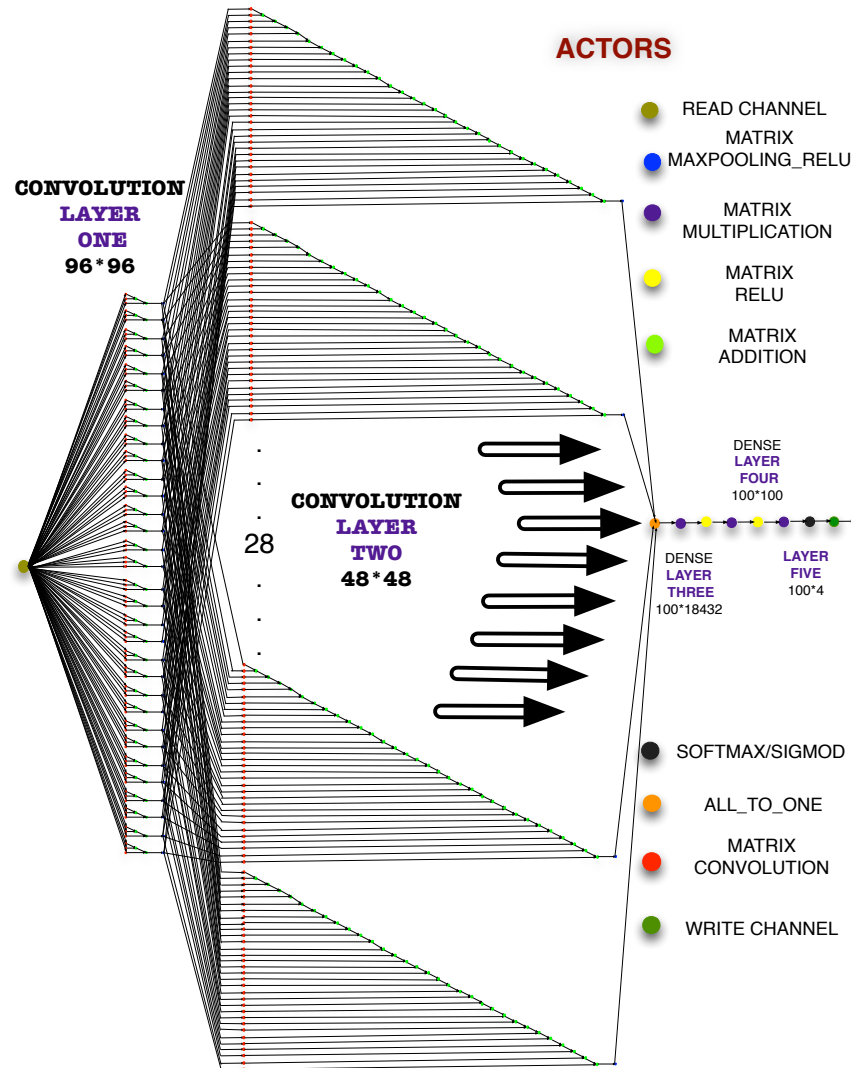 ACTORS
READ CHANNEL
MATRIX
MAXPOOLING_RELU
MATRIX
MULTIPLICATION
MATRIX
RELU
MATRIX
ADDITION
CONVOLUTION
LAYER
ONE
96*96
CONVOLUTION
LAYER
TWO
48*48
28
DENSE
LAYER
FOUR
100*100
DENSE
LAYER
THREE
100*18432
LAYER
FIVE
100*4
SOFTMAX/SIGMOD
ALL_TO_ONE
MATRIX
CONVOLUTION
WRITE CHANNEL